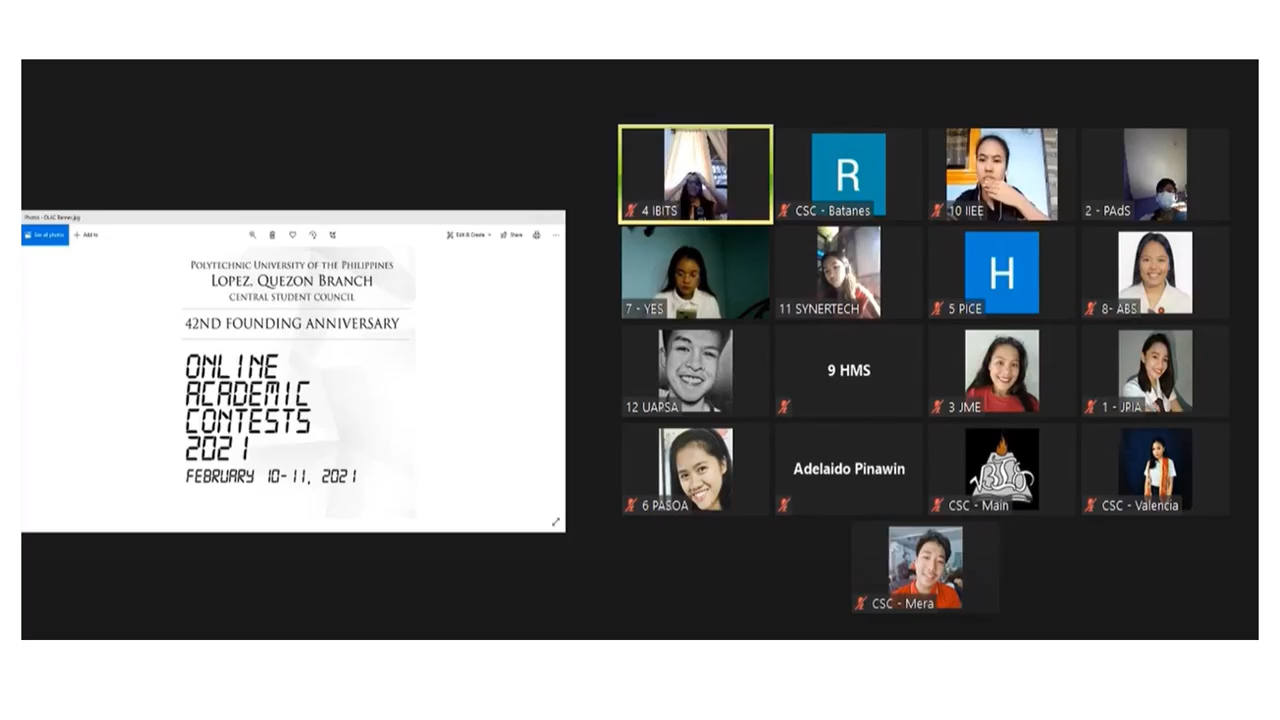 Photos - OLAC Banner.jpg
See all photos
Add to
Edit & Create
Share
POLYTECHNIC UNIVERSITY OF THE PHILIPPINES
LOPEZ, QUEZON BRANCH
CENTRAL STUDENT COUNCIL
42ND FOUNDING ANNIVERSARY
ONLINE
ACADEMIC
CONTESTS
2021
FEBRUARY 10-11, 2021
4 IBITS
R
CSC - Batanes
10 IIEE
2 - PAdS
7 - YES
11 SYNERTECH
H
5 PICE
8- ABS
12 UAPSA
9 HMS
3 JME
1 - JPIA
6 PASOA
Adelaido Pinawin
CSC - Main
CSC - Valencia
CSC - Mera